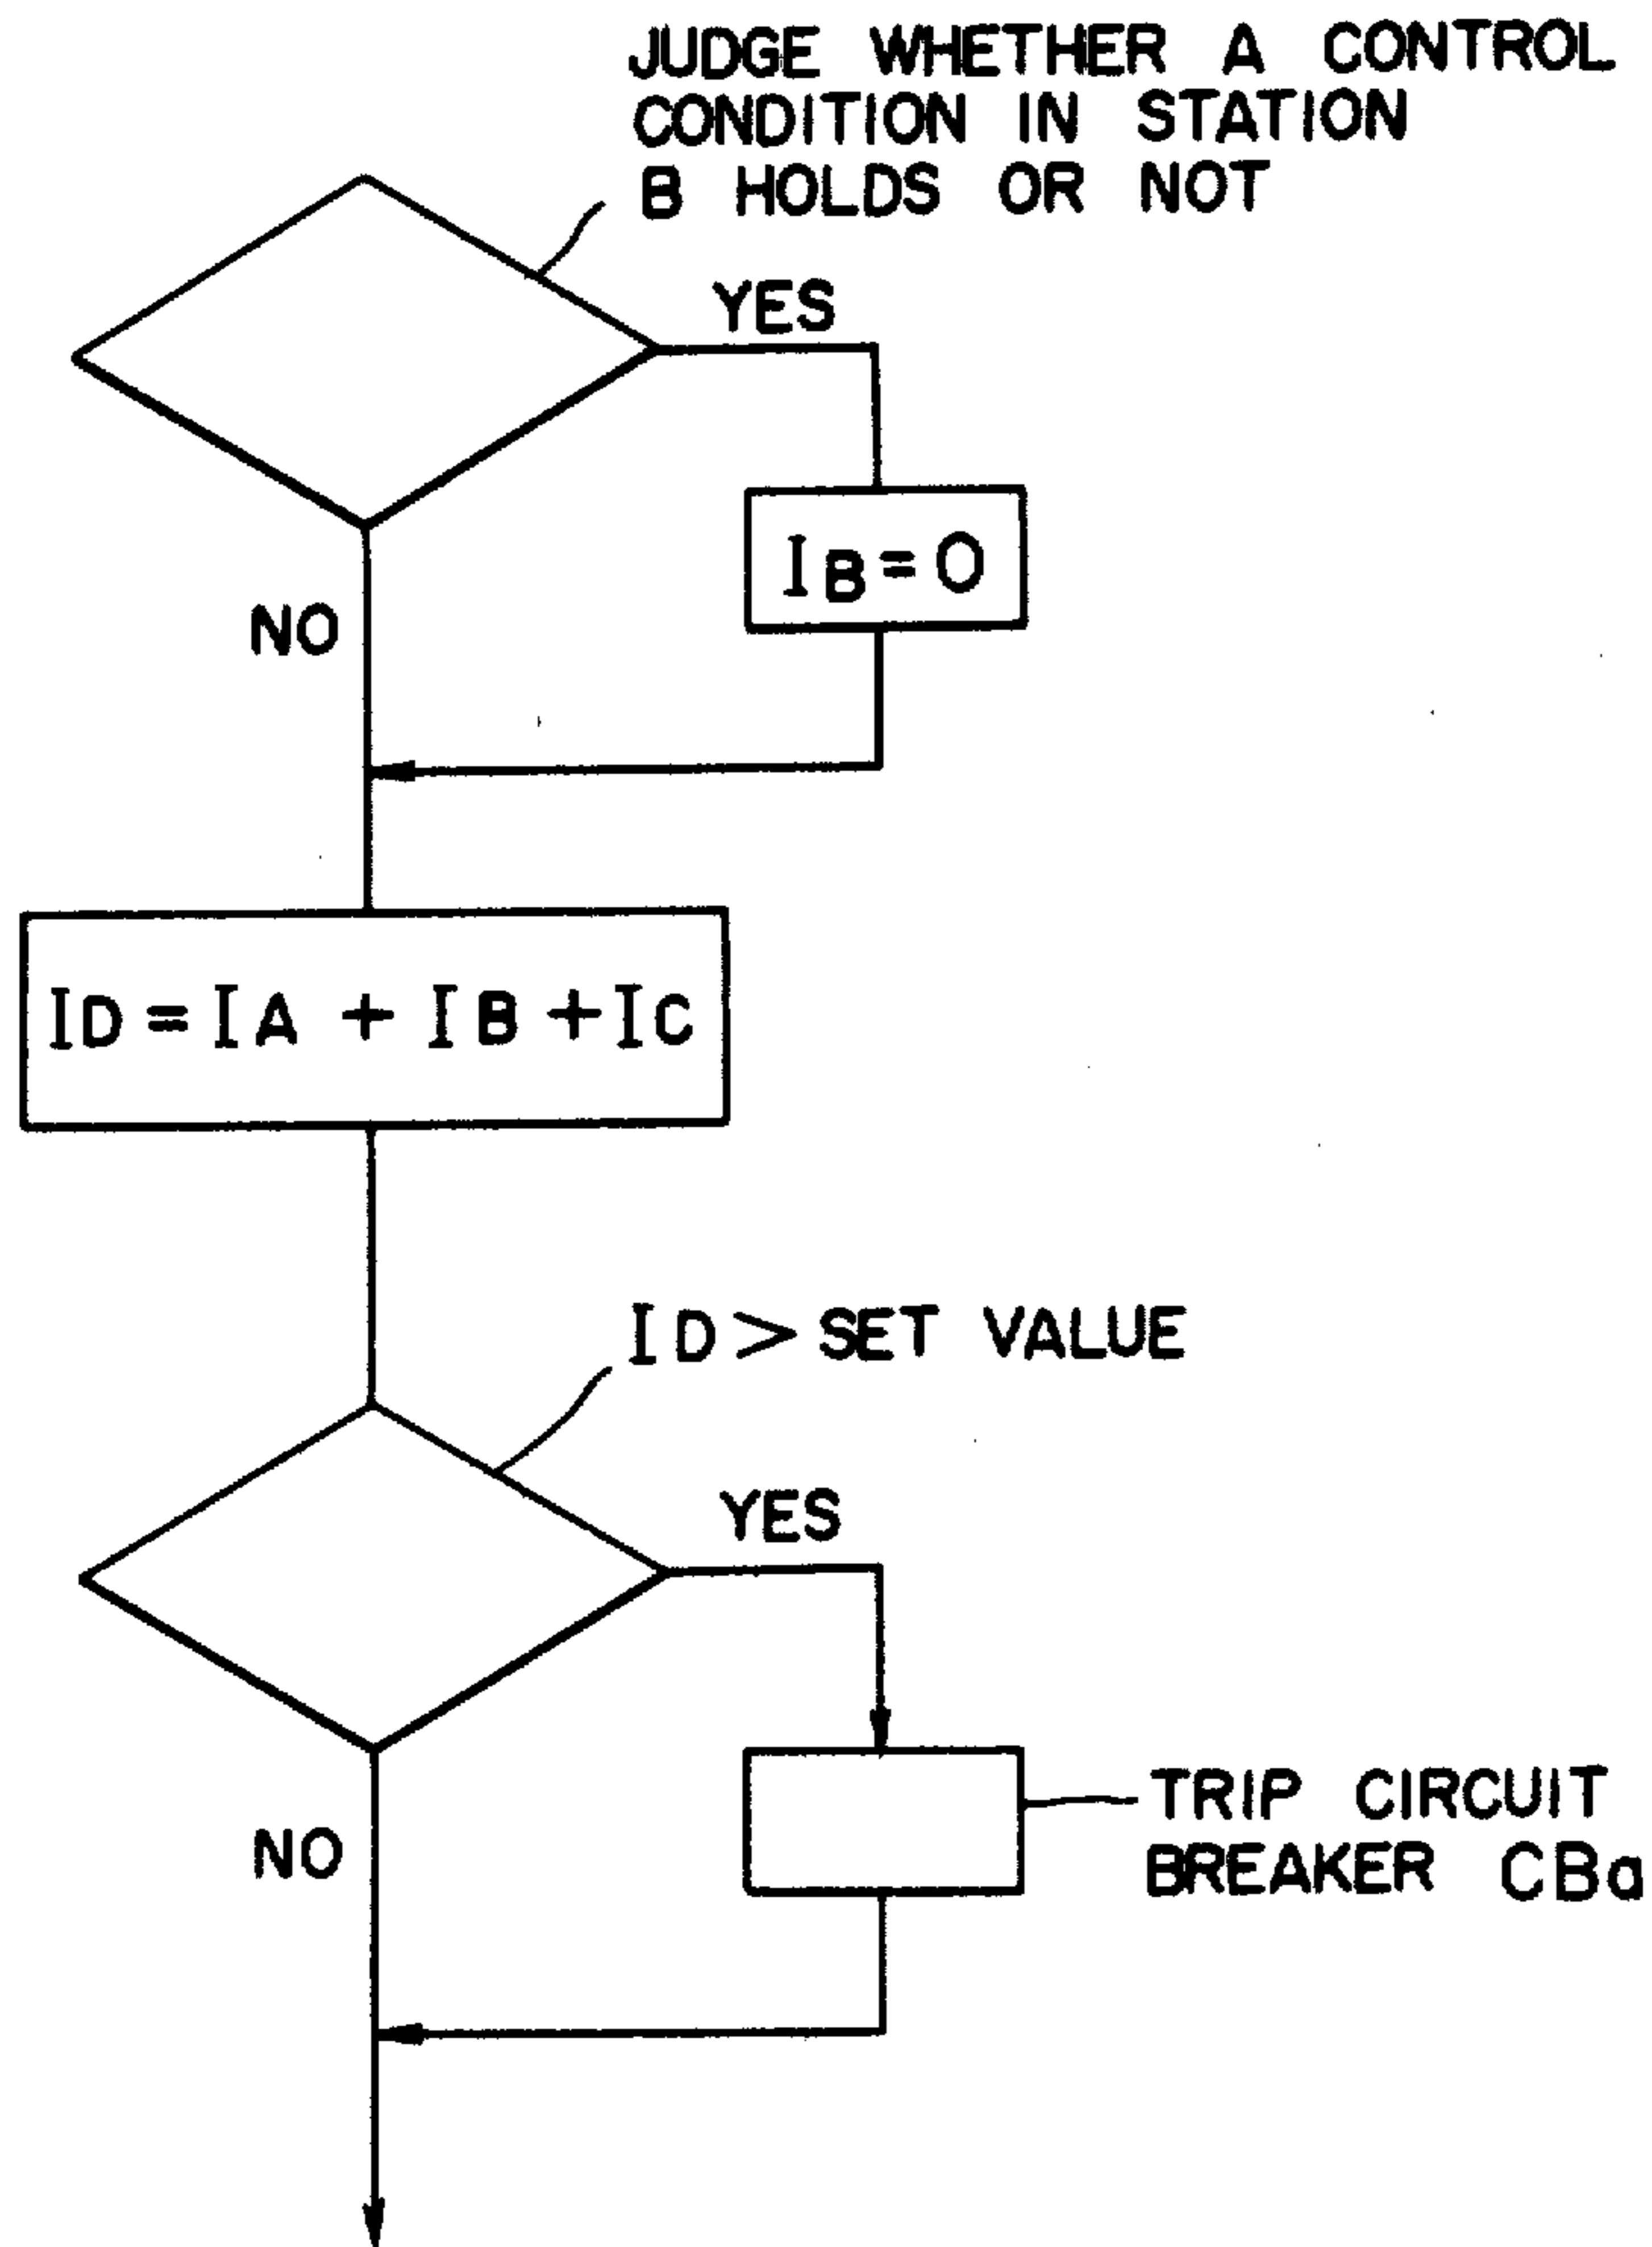 JUDGE WHETHER A CONTROL
CONDITION IN STATION
B HOLDS OR NOT
YES
IB=0
NO
ID=IA + IB +IC
ID > SET VALUE
YES
TRIP CIRCUIT
BREAKER CBa
NO